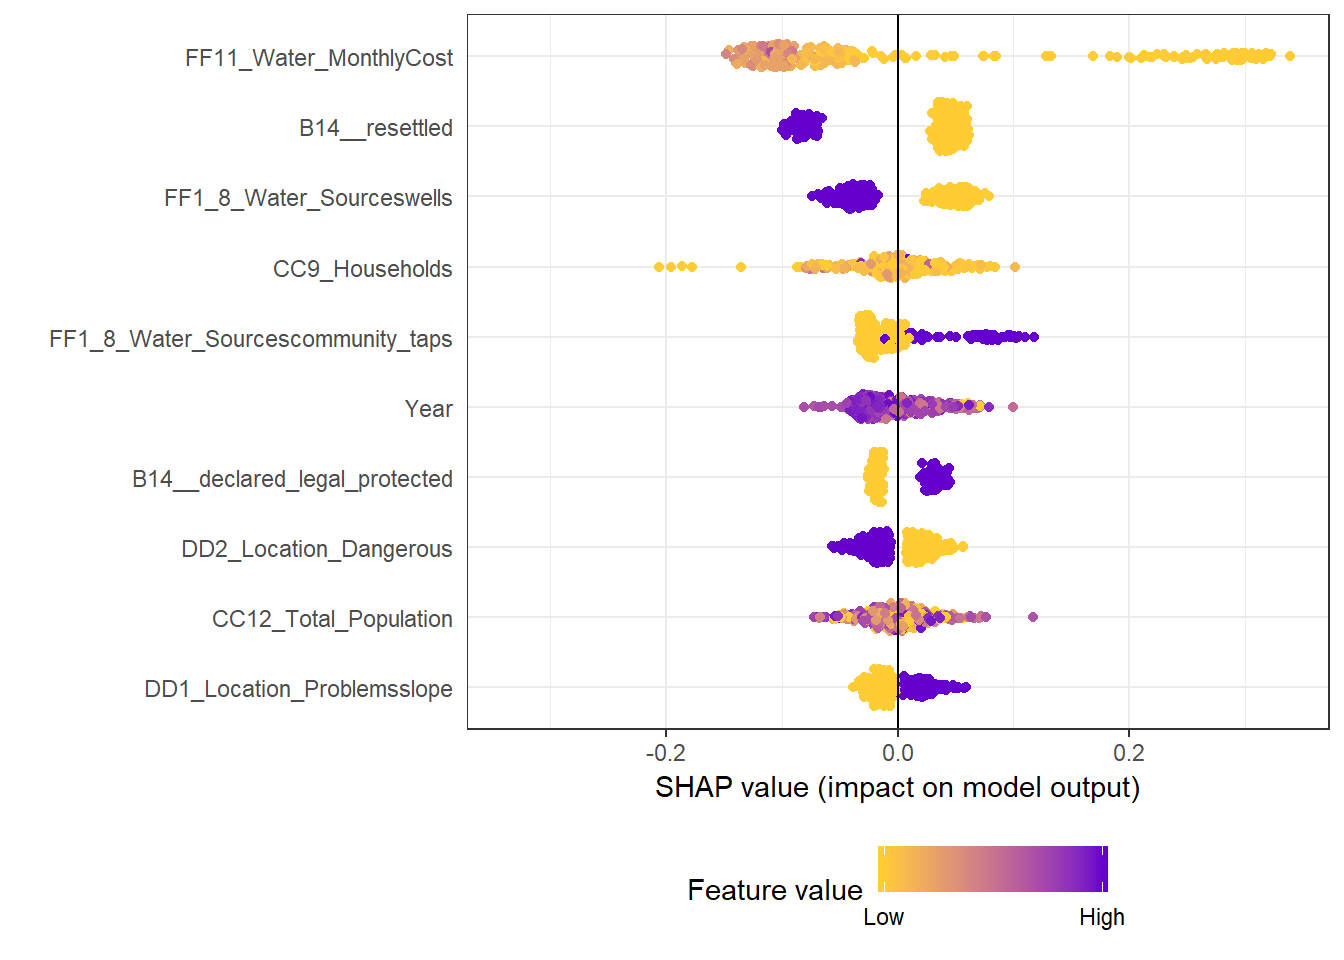 FF11_Water_MonthlyCost
B14__resettled
FF1_8_Water_Sourceswells
CC9_Households
FF1_8_Water_Sourcescommunity_taps
Year
B14__declared_legal_protected
DD2_Location_Dangerous
CC12_Total_Population
DD1_Location_Problemsslope
-0.2 0.0 0.2
SHAP value (impact on model output)
Feature value
Low High